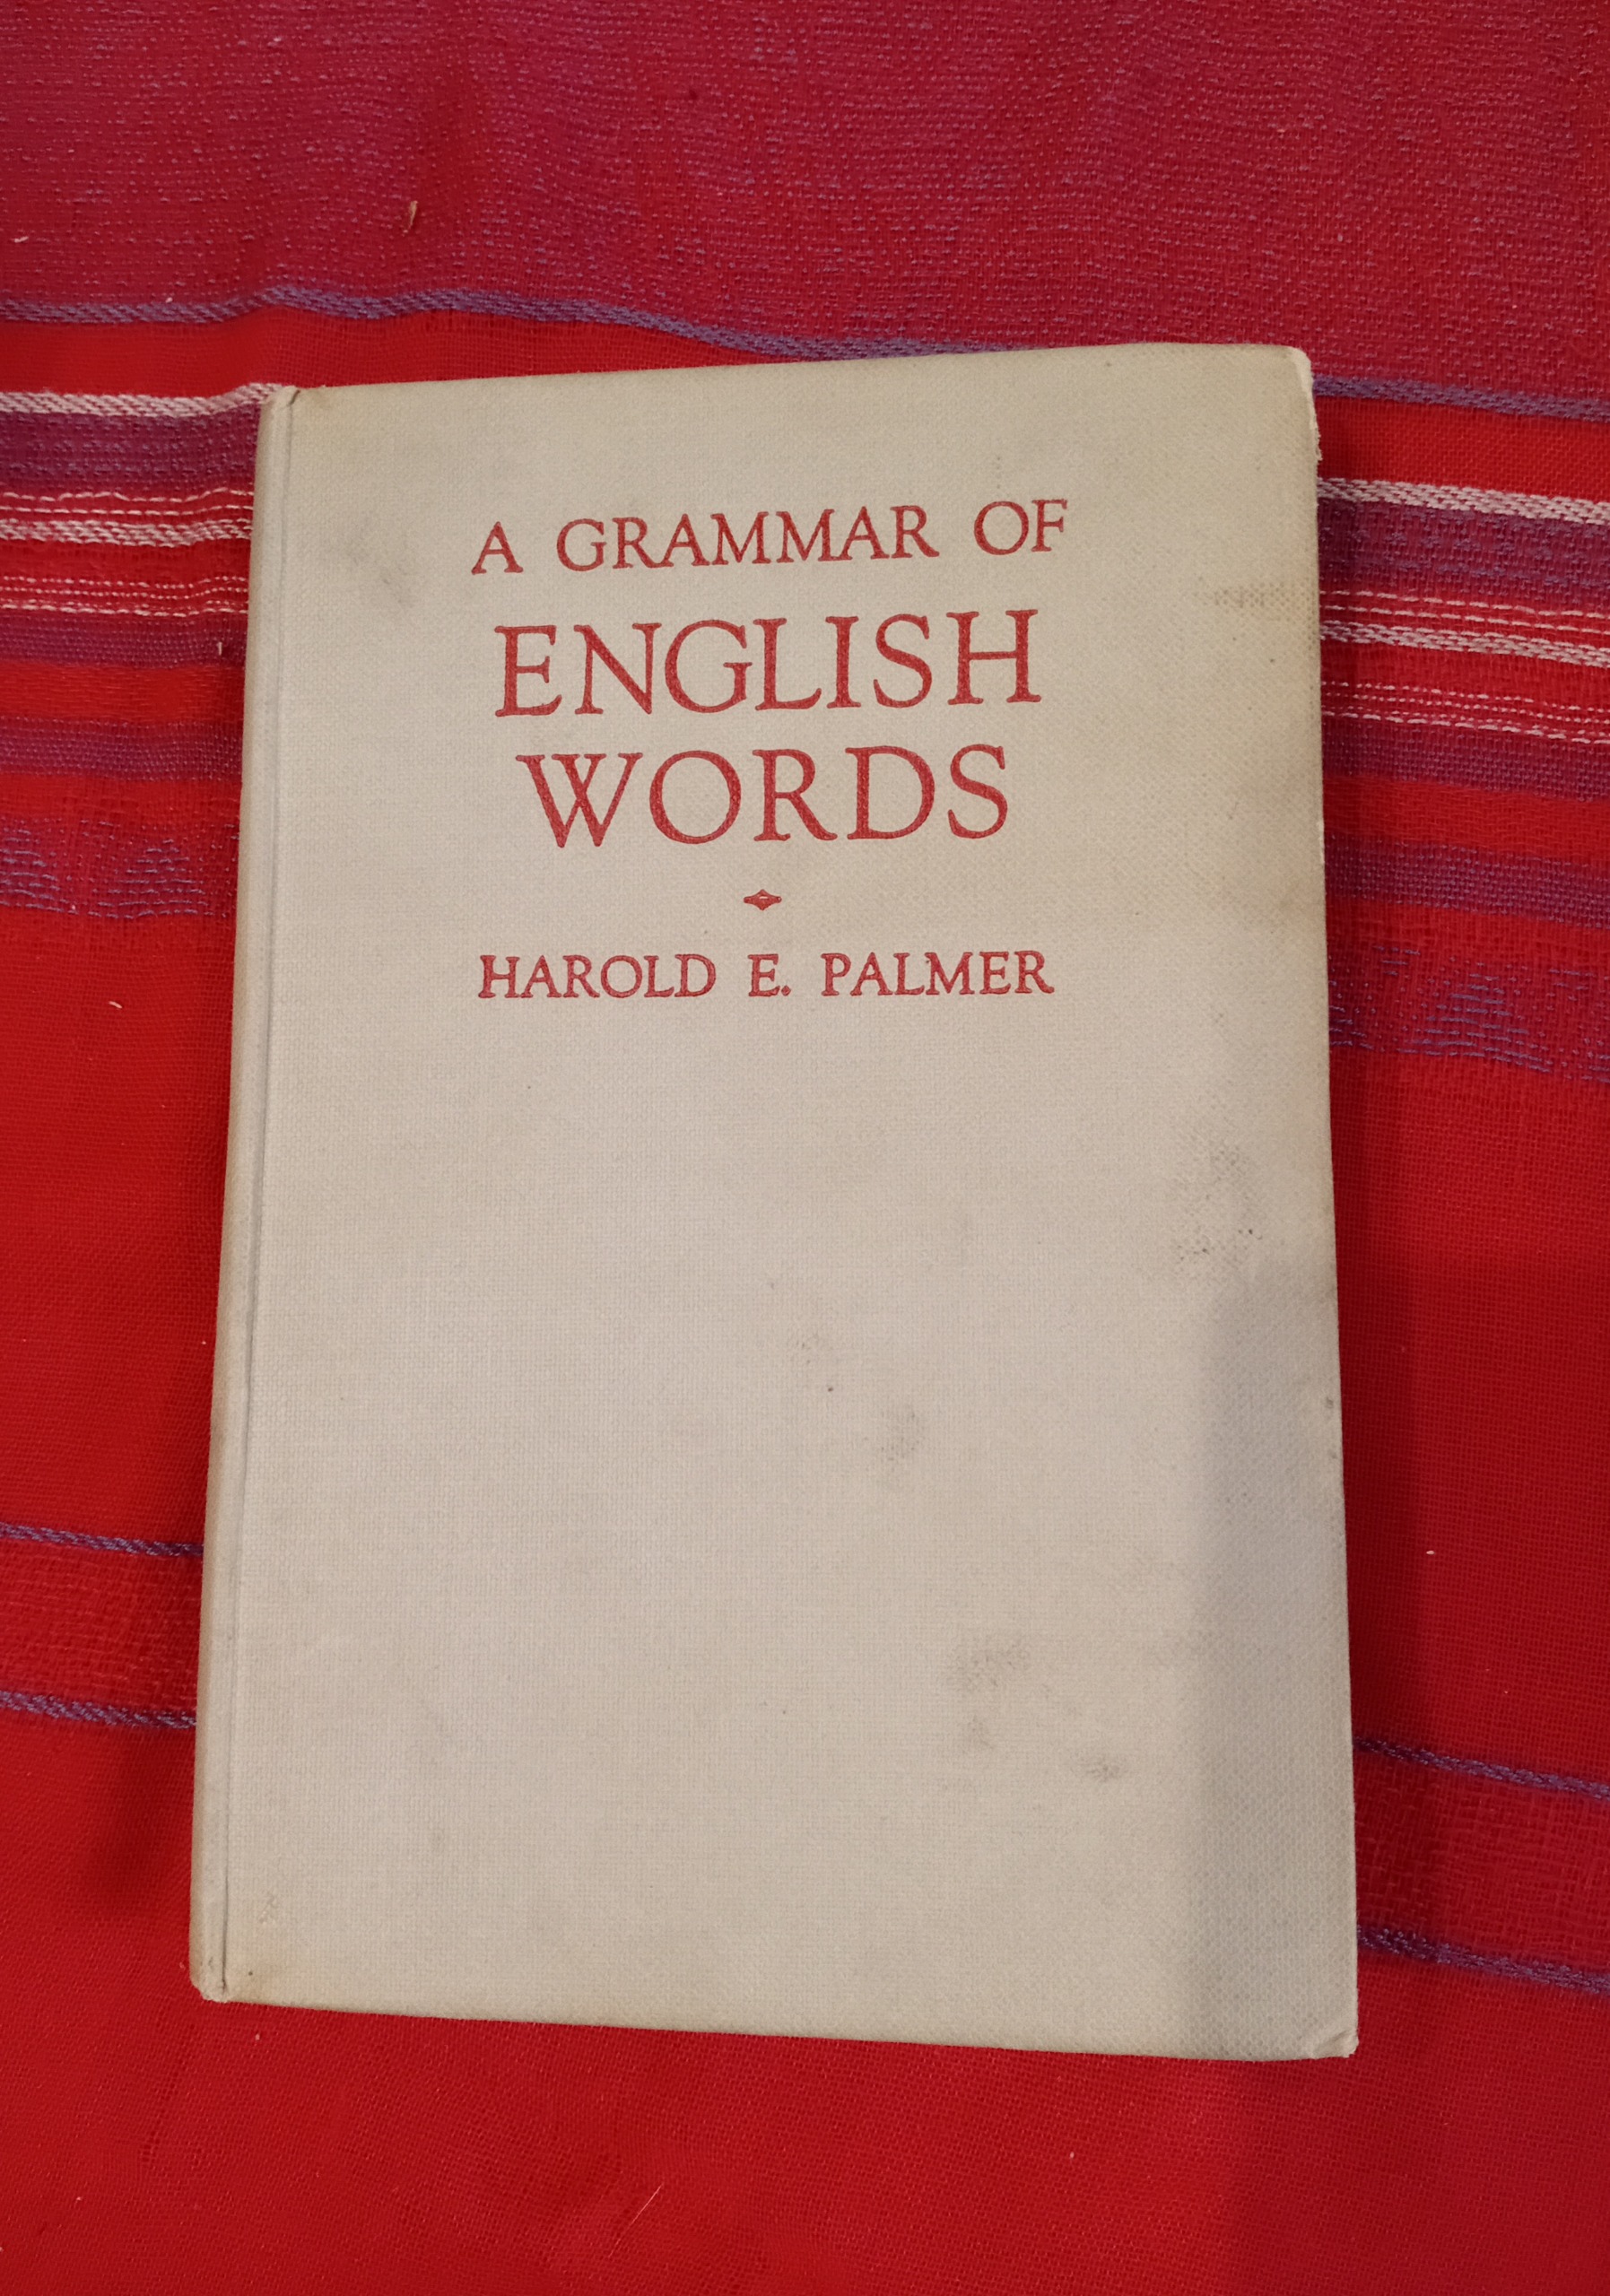 A GRAMMAR OF
ENGLISH
WORDS
HAROLD E. PALMER